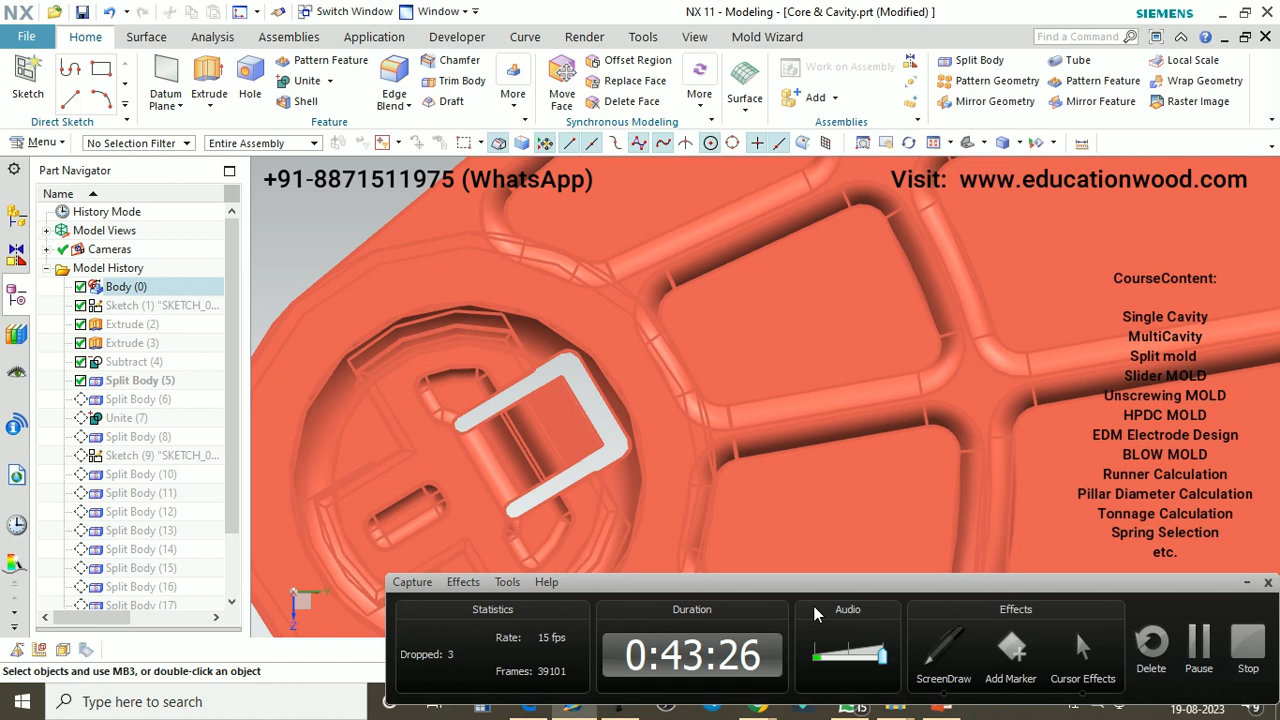 NX
Switch Window
Window
NX 11 - Modeling - [Core & Cavity.prt (Modified) ]
SIEMENS
File
Home
Surface
Analysis
Assemblies
Application
Developer
Curve
Render
Tools
View
Mold Wizard
Find a Command
Sketch
Direct Sketch
Datum
Plane
Extrude
Hole
Pattern Feature
Unite
Shell
Edge
Blend
Chamfer
Trim Body
Draft
More
Feature
Move
Face
Offset Region
Replace Face
Delete Face
More
Synchronous Modeling
Surface
Work on Assembly
Add
Assemblies
Split Body
Pattern Geometry
Mirror Geometry
Tube
Pattern Feature
Mirror Feature
Local Scale
Wrap Geometry
Raster Image
Menu
No Selection Filter
Entire Assembly
Part Navigator
Name
History Mode
Model Views
Cameras
Model History
Body (0)
Sketch (1) "SKETCH_0...
Extrude (2)
Extrude (3)
Subtract (4)
Split Body (5)
Split Body (6)
Unite (7)
Split Body (8)
Sketch (9) "SKETCH_0...
Split Body (10)
Split Body (11)
Split Body (12)
Split Body (13)
Split Body (14)
Split Body (15)
Split Body (16)
Split Body (17)
+91-8871511975 (WhatsApp)
Visit: www.educationwood.com
CourseContent:
Single Cavity
MultiCavity
Split mold
Slider MOLD
Unscrewing MOLD
HPDC MOLD
EDM Electrode Design
BLOW MOLD
Runner Calculation
Pillar Diameter Calculation
Tonnage Calculation
Spring Selection
etc.
Y
Z
Capture
Effects
Tools
Help
Statistics
Rate: 15 fps
Dropped: 3
Frames: 39101
Duration
0:43:26
Audio
Effects
ScreenDraw
Add Marker
Cursor Effects
Delete
Pause
Stop
Select objects and use MB3, or double-click an object
Type here to search
19-08-2023